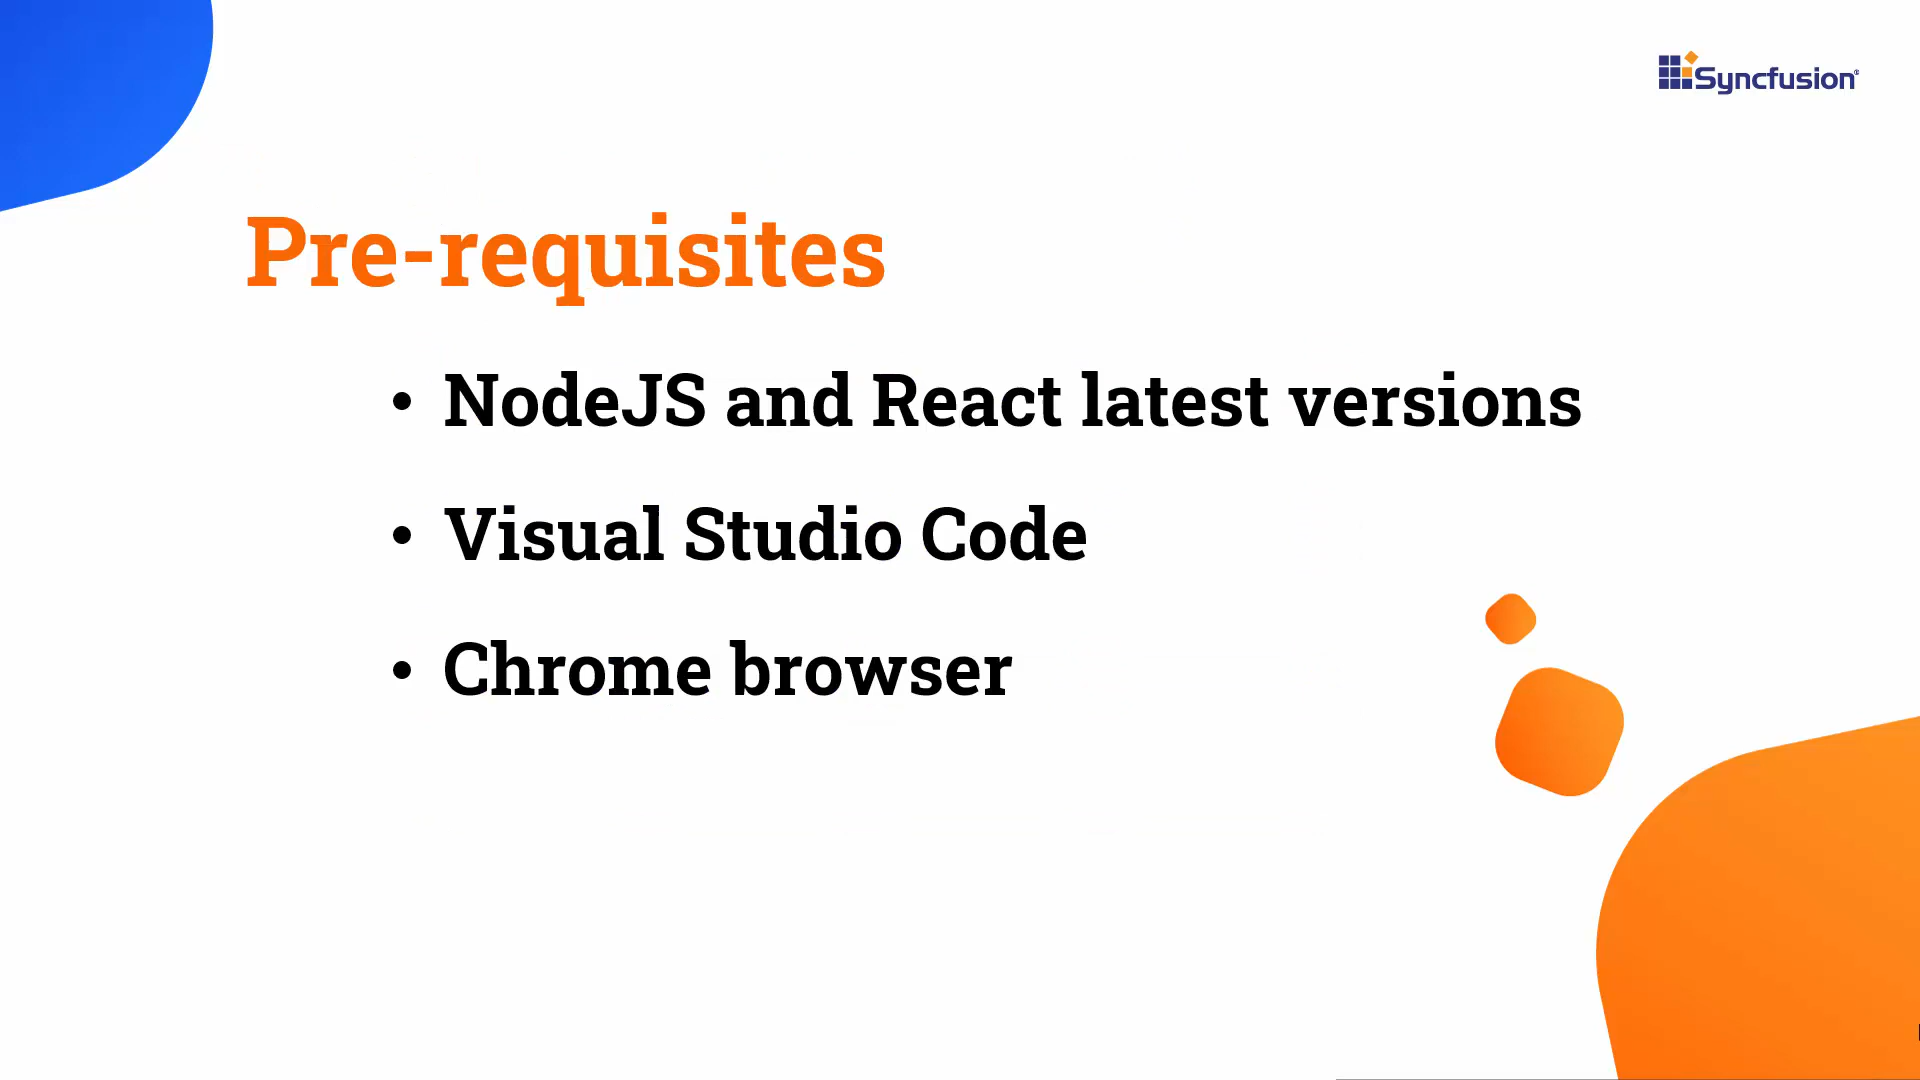 Syncfusion®
Pre-requisites
• NodeJS and React latest versions
• Visual Studio Code
• Chrome browser